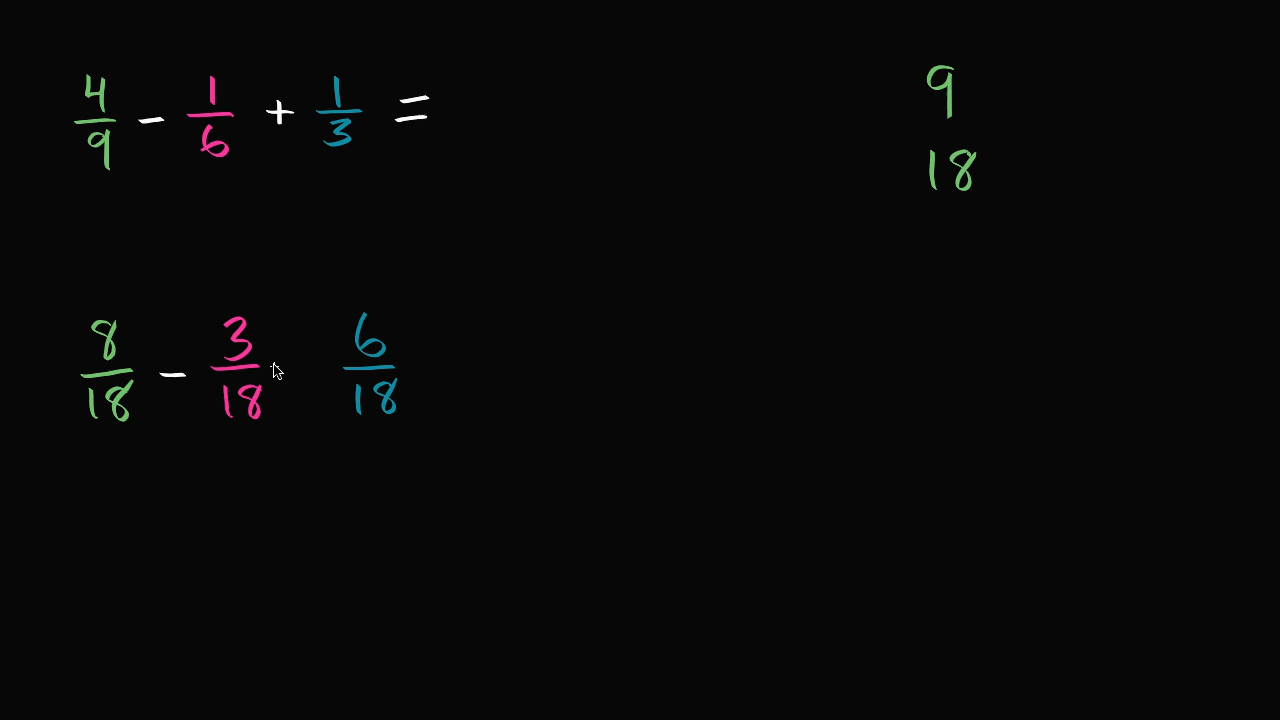 4/9 - 1/6 + 1/3 =
9
18
8/18 - 3/18 6/18